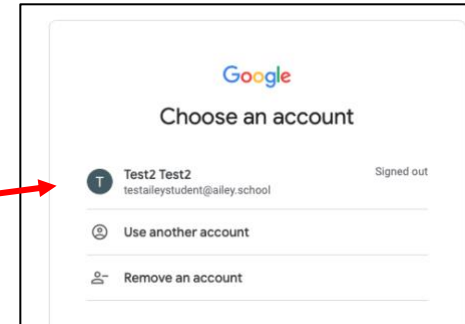 Google
Choose an account
T
Test2 Test2
Signed out
testaileystudent@ailey.school
Use another account
Remove an account